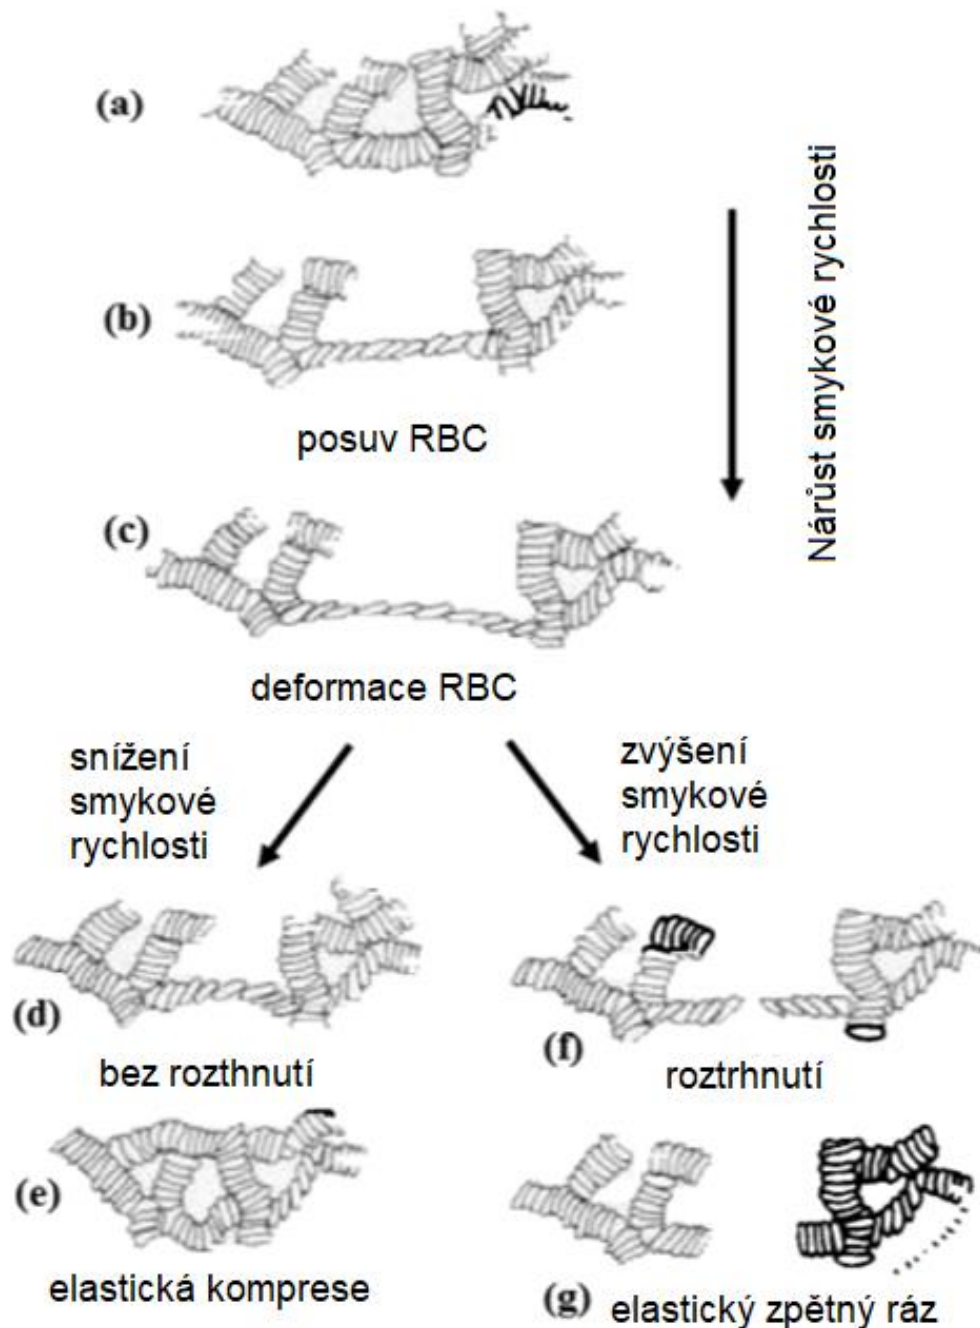 (a)
Nárůst smykové rychlosti
(b)
posuv RBC
(c)
deformace RBC
snížení
smykové
rychlosti
zvýšení
smykové
rychlosti
(d)
bez rozthnutí
(f)
roztrhnutí
(e)
elastická komprese
(g)
elastický zpětný ráz